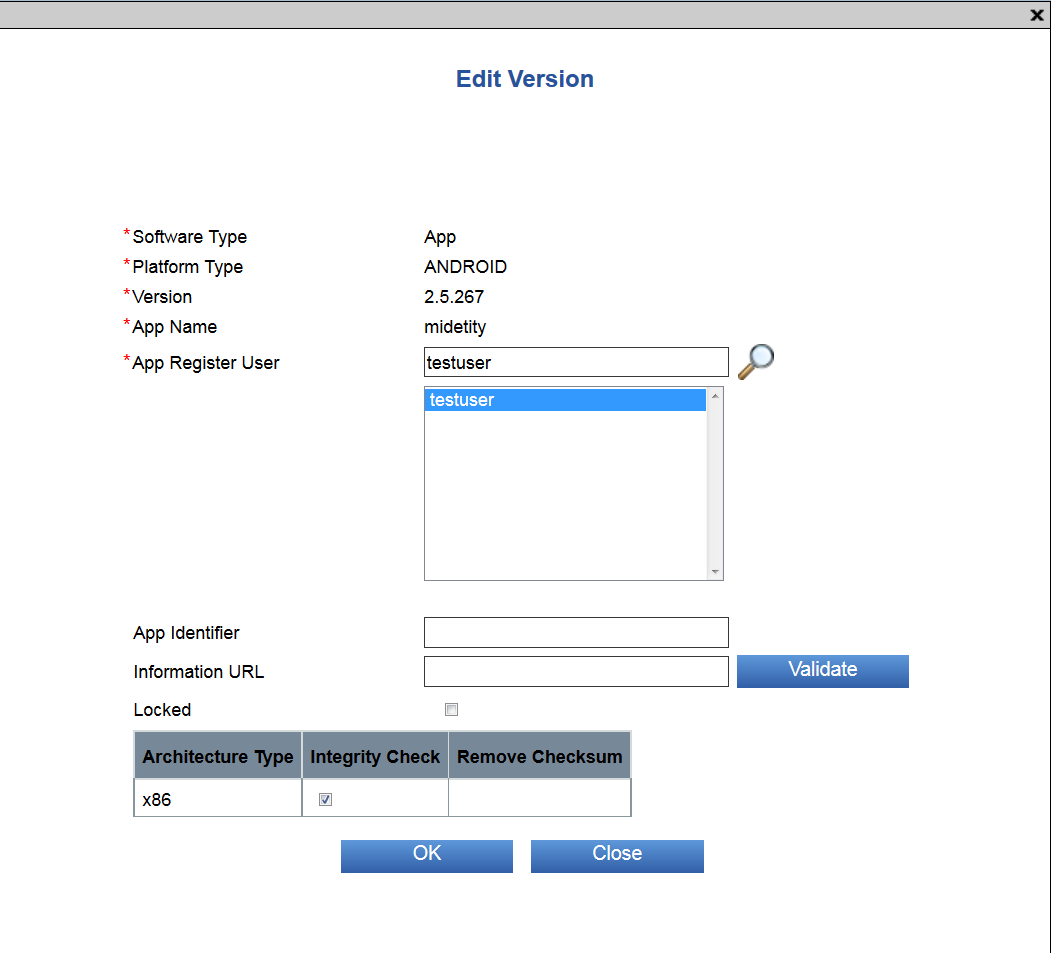 Edit Version
*Software Type App
*Platform Type ANDROID
*Version 2.5.267
*App Name midetity
*App Register User testuser
testuser
App Identifier
Information URL Validate
Locked
Architecture Type Integrity Check Remove Checksum
x86
OK Close